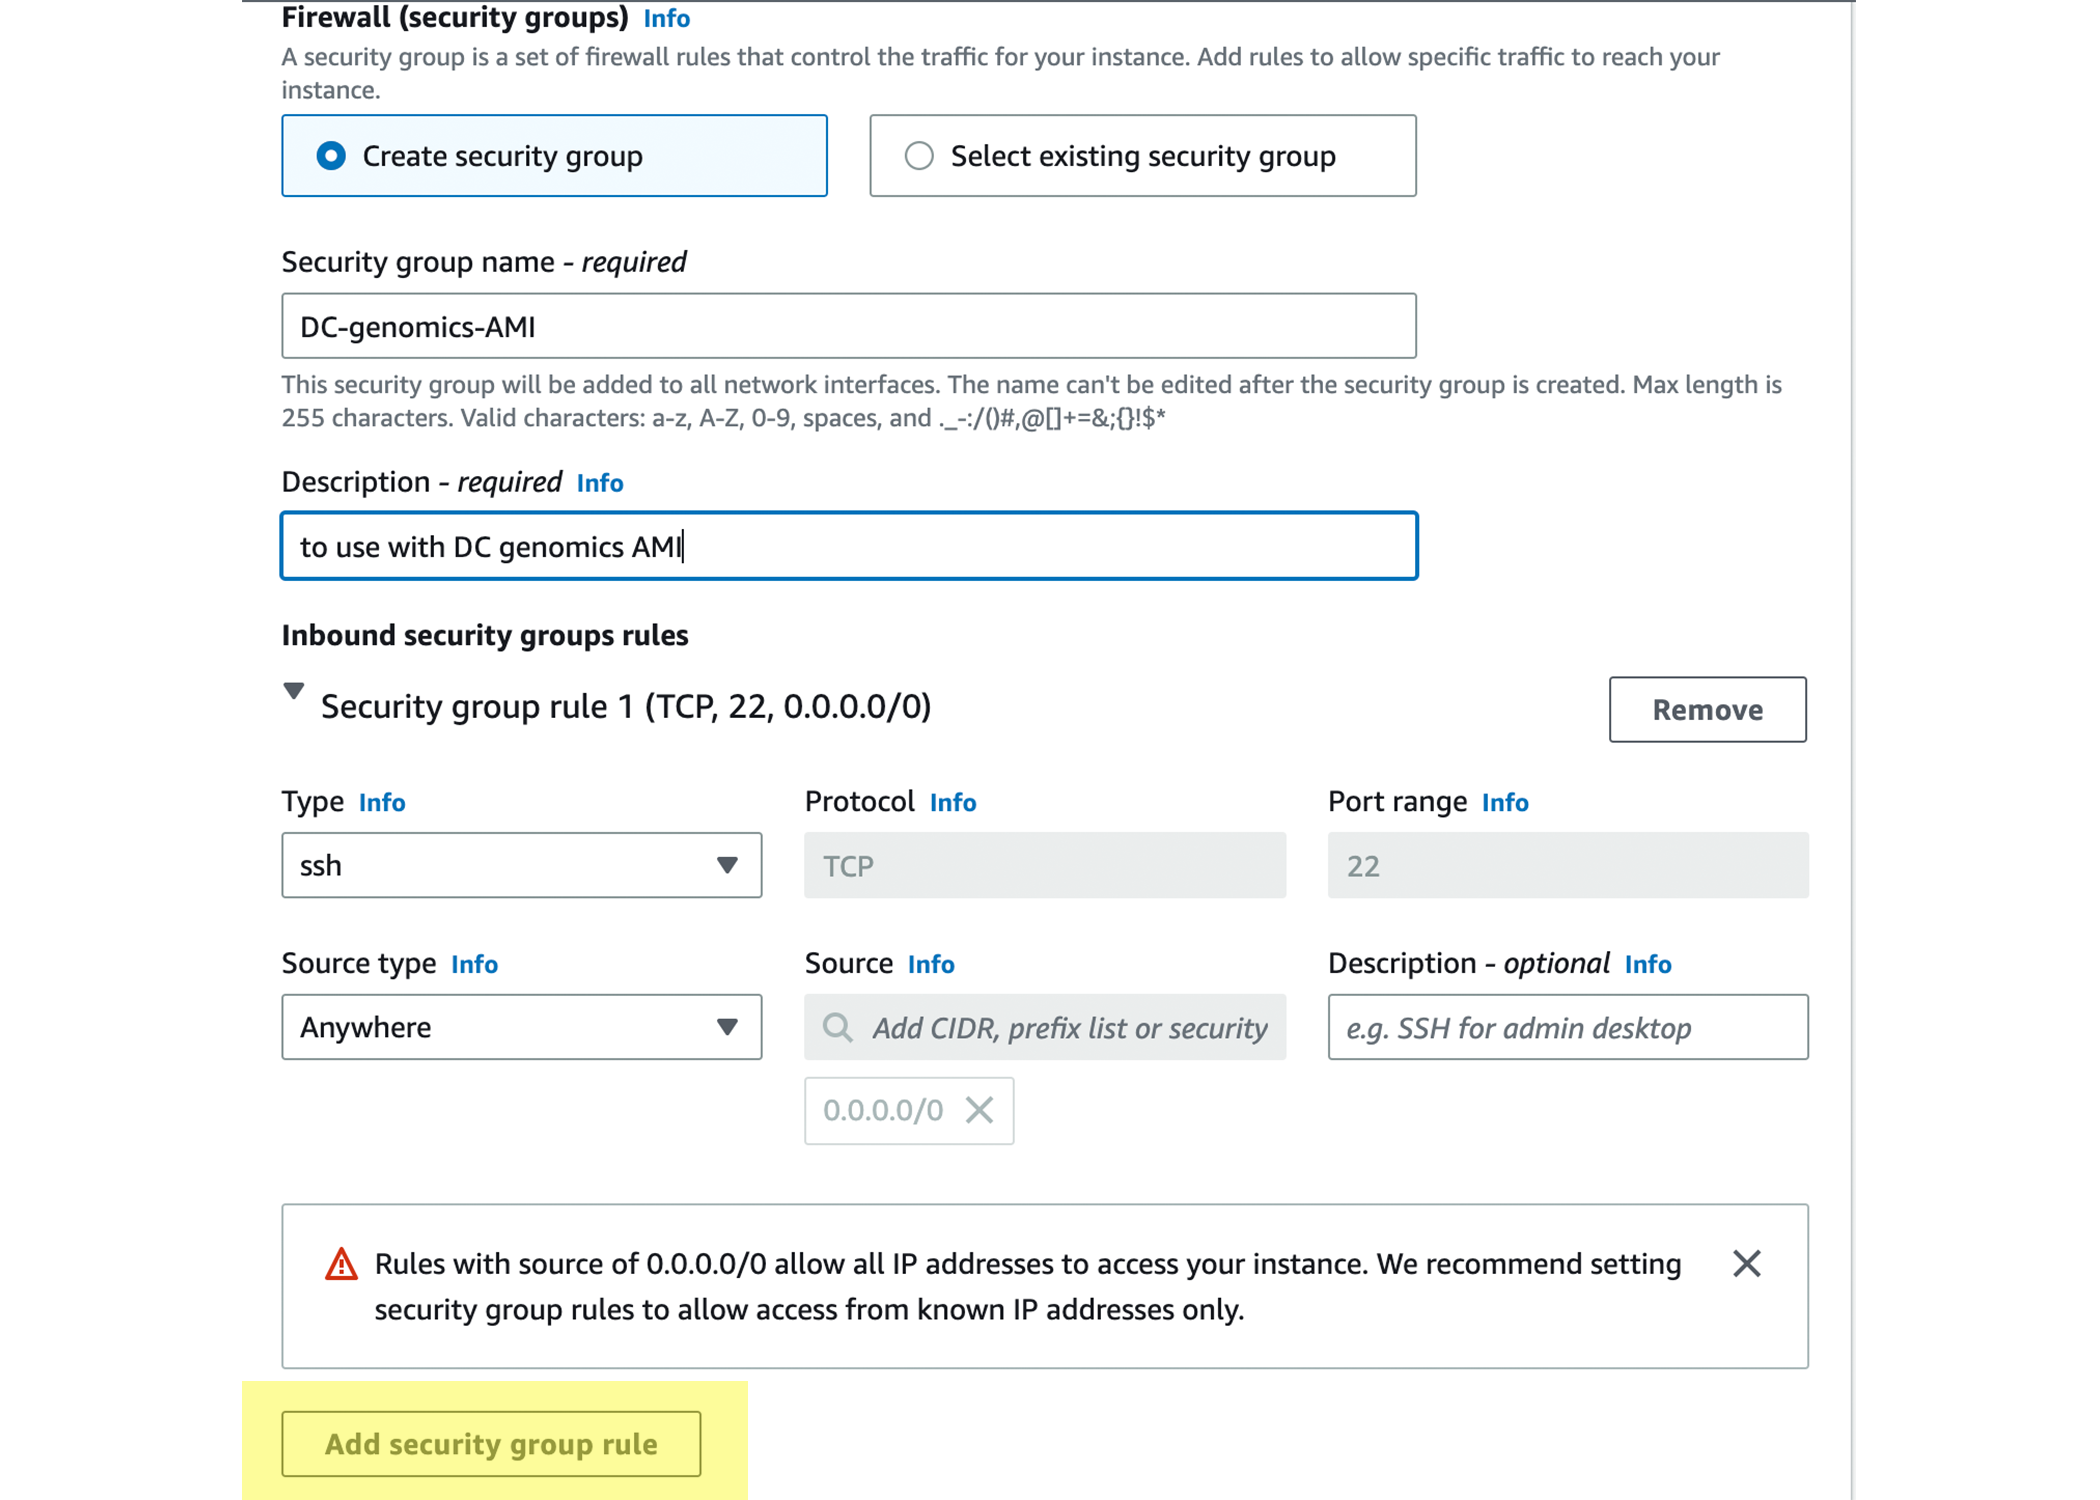 Firewall (security groups) Info
A security group is a set of firewall rules that control the traffic for your instance. Add rules to allow specific traffic to reach your
instance.
Create security group
Select existing security group
Security group name - required
DC-genomics-AMI
This security group will be added to all network interfaces. The name can't be edited after the security group is created. Max length is
255 characters. Valid characters: a-z, A-Z, 0-9, spaces, and ._-:/()#,@[]+=&;{}!$*
Description - required Info
to use with DC genomics AMI
Inbound security groups rules
Security group rule 1 (TCP, 22, 0.0.0.0/0)
Remove
Type Info
Protocol Info
Port range Info
ssh
TCP
22
Source type Info
Source Info
Description - optional Info
Anywhere
Add CIDR, prefix list or security
e.g. SSH for admin desktop
0.0.0.0/0
Rules with source of 0.0.0.0/0 allow all IP addresses to access your instance. We recommend setting
security group rules to allow access from known IP addresses only.
Add security group rule